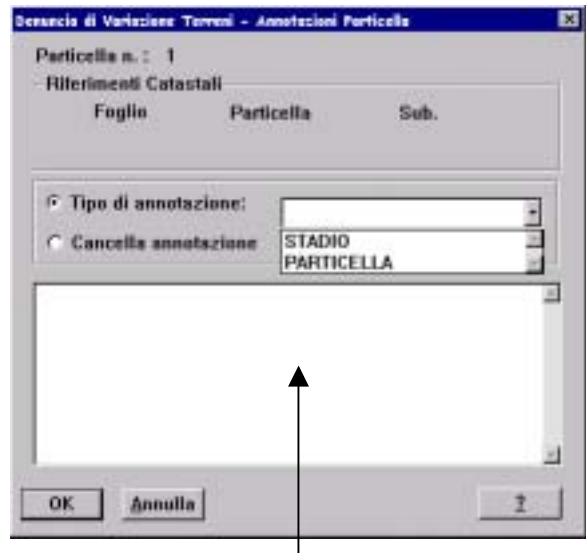 Denuncia di Variazione Terreni - Annotazioni Particella
Particella n. : 1
Riferimenti Catastali
Foglio Particella Sub.
Tipo di annotazione:
Cancella annotazione
STADIO
PARTICELLA
OK Annulla ?